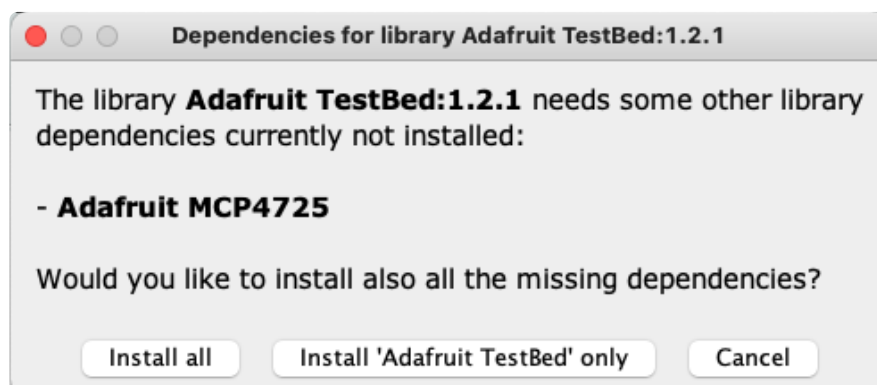 Dependencies for library Adafruit TestBed:1.2.1
The library Adafruit TestBed:1.2.1 needs some other library
dependencies currently not installed:
- Adafruit MCP4725
Would you like to install also all the missing dependencies?
Install all Install 'Adafruit TestBed' only Cancel